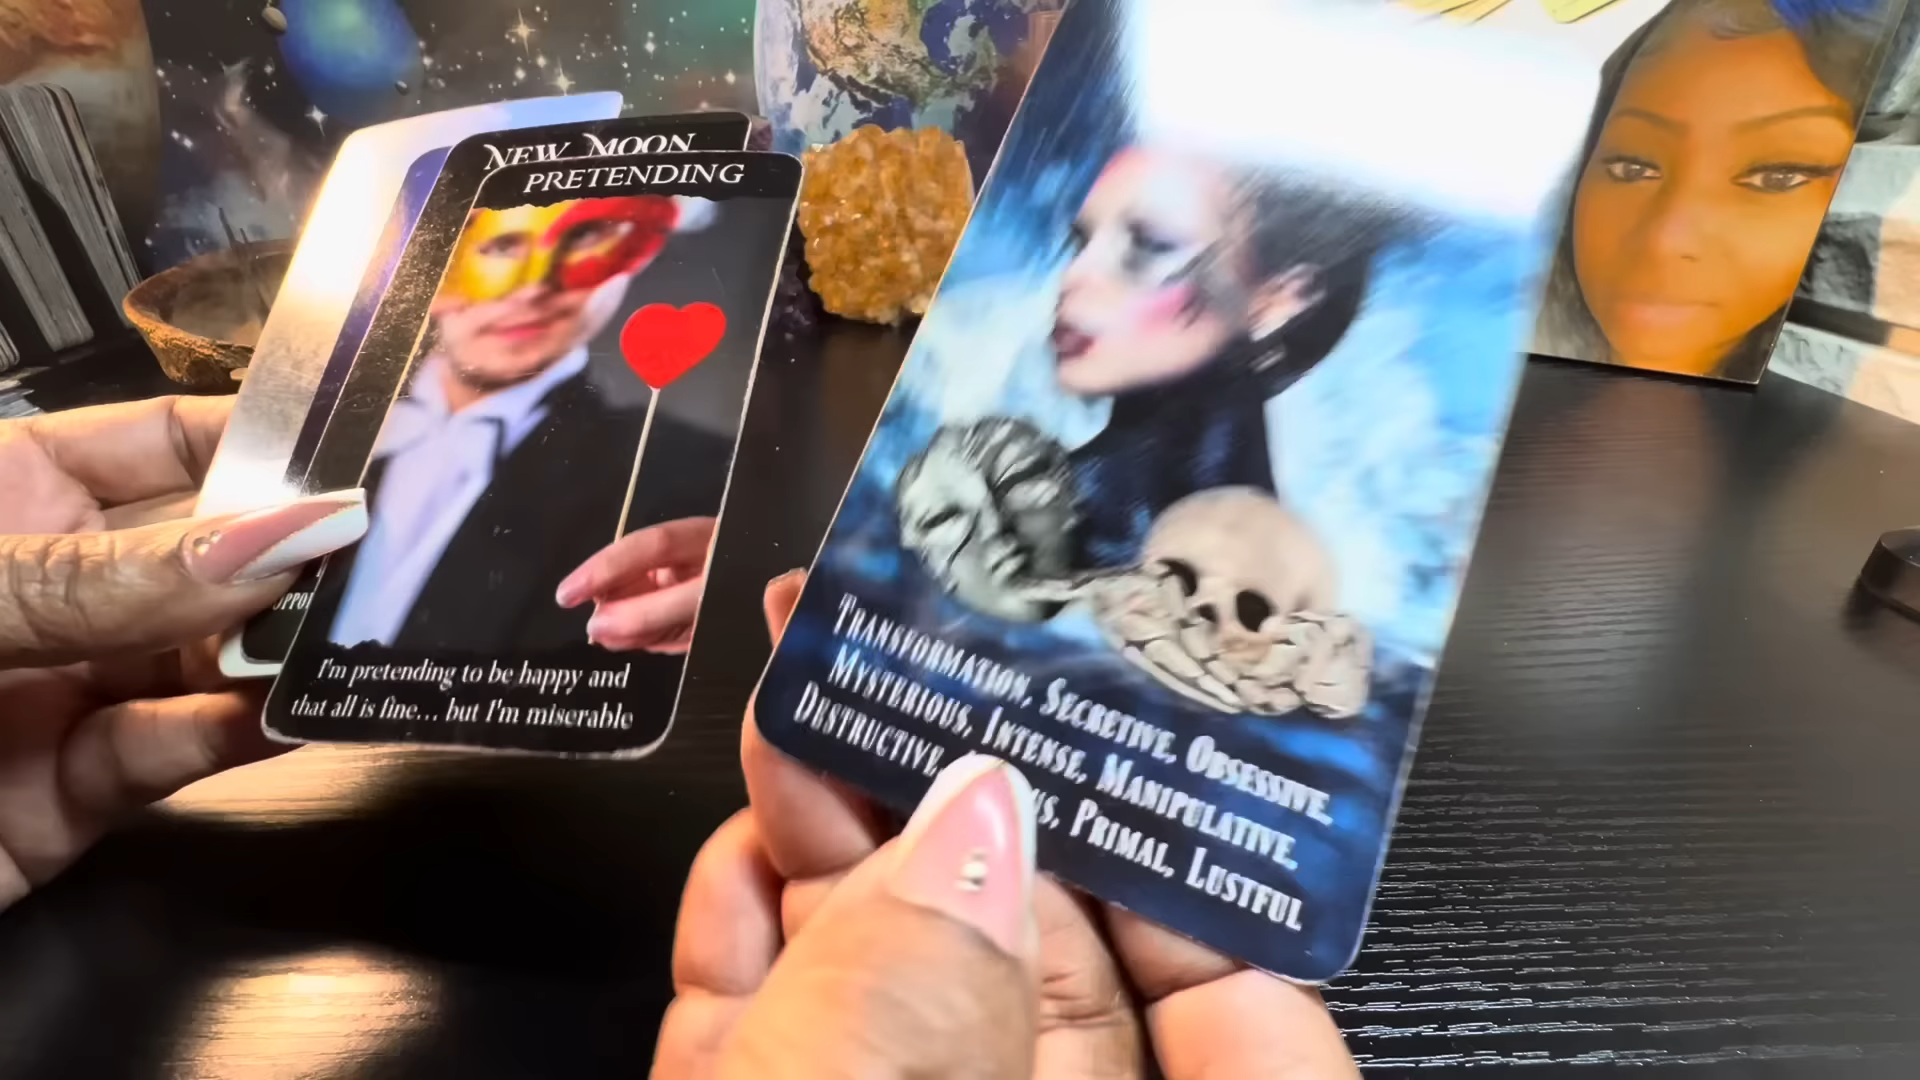 NEW MOON
PRETENDING
I'm pretending to be happy and
that all is fine... but I'm miserable
TRANSFORMATION, SECRETIVE, OBSESSIVE,
MYSTERIOUS, INTENSE, MANIPULATIVE,
DESTRUCTIVE, PRIMAL, LUSTFUL